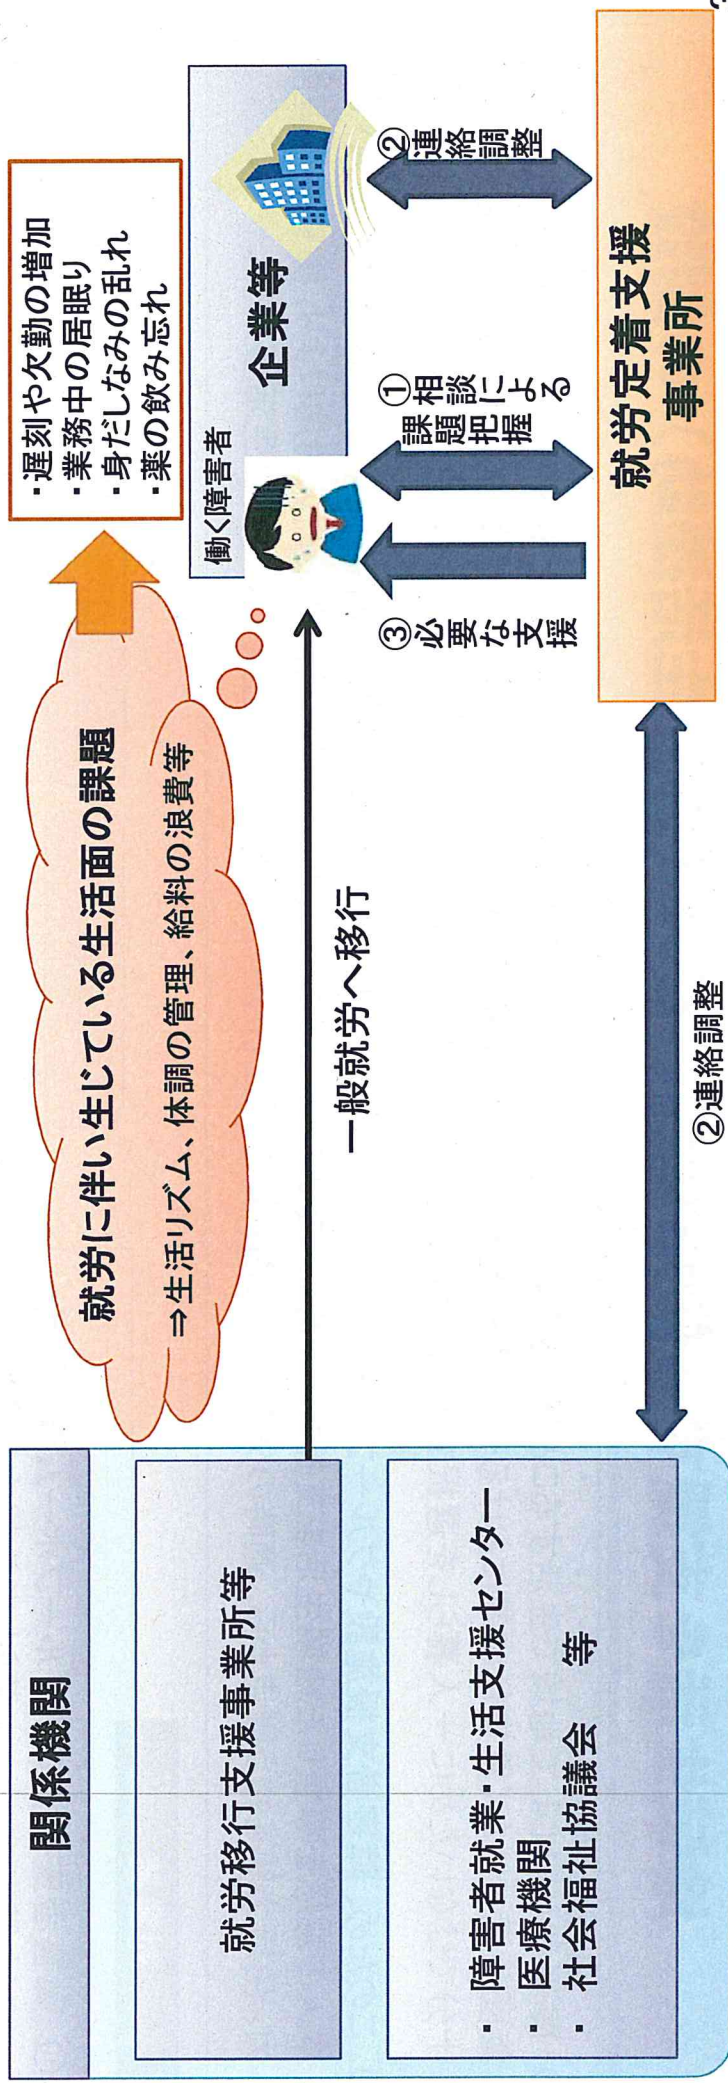 関係機関
就労移行支援事業所等
・ 障害者就業・生活支援センター
・ 医療機関
・ 社会福祉協議会　等
就労に伴い生じている生活面の課題
⇒生活リズム、体調の管理、給料の浪費等
・遅刻や欠勤の増加
・業務中の居眠り
・身だしなみの乱れ
・薬の飲み忘れ
一般就労へ移行
働く障害者
企業等
③必要な支援
①相談による
課題把握
②連絡調整
②連絡調整
就労定着支援
事業所